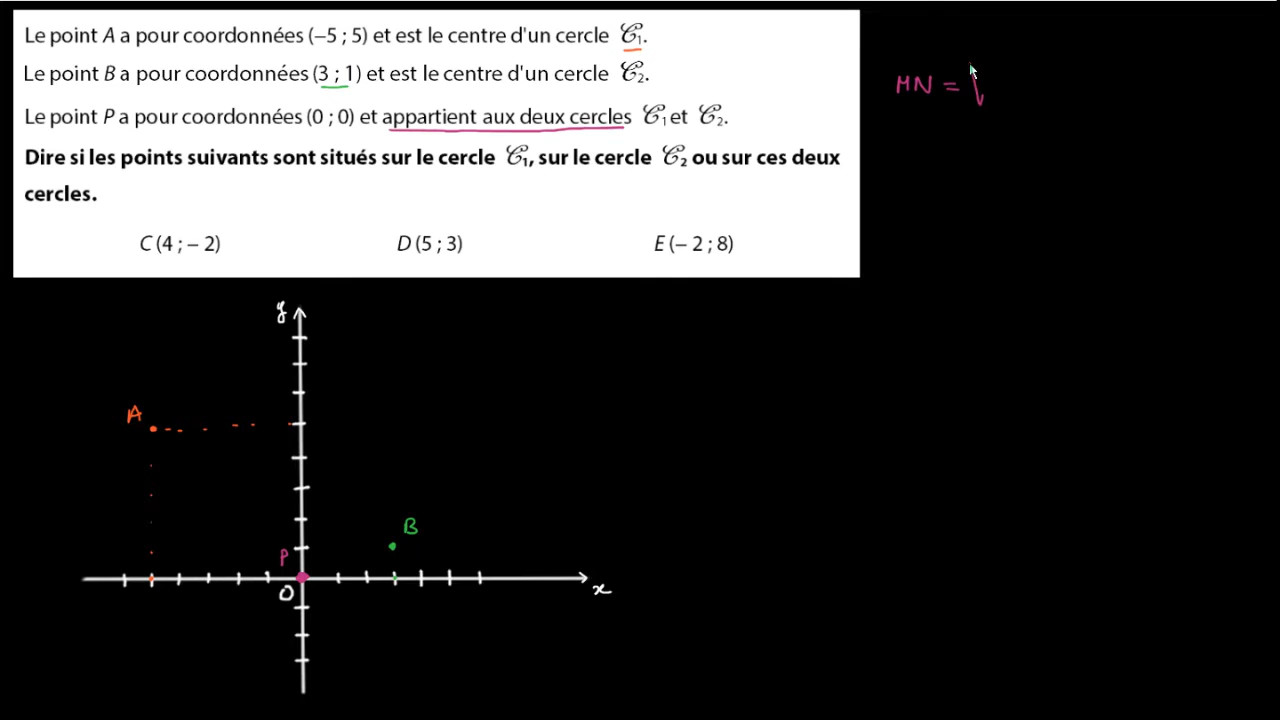 Le point A a pour coordonnées (−5 ; 5) et est le centre d'un cercle 𝒞₁.
Le point B a pour coordonnées (3 ; 1) et est le centre d'un cercle 𝒞₂.
Le point P a pour coordonnées (0 ; 0) et appartient aux deux cercles 𝒞₁ et 𝒞₂.
Dire si les points suivants sont situés sur le cercle 𝒞₁, sur le cercle 𝒞₂ ou sur ces deux
cercles.
C (4 ; − 2) D (5 ; 3) E (− 2 ; 8)
MN = √
y
A
B
P
O
x